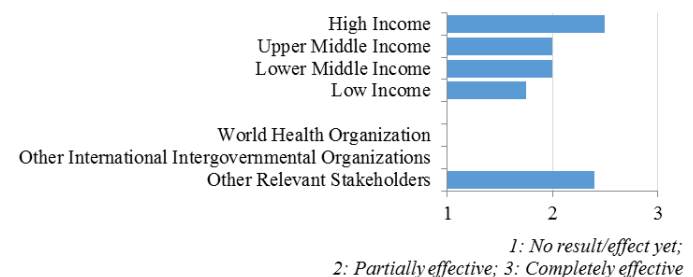 High Income
Upper Middle Income
Lower Middle Income
Low Income
World Health Organization
Other International Intergovernmental Organizations
Other Relevant Stakeholders
1 2 3
1: No result/effect yet;
2: Partially effective; 3: Completely effective